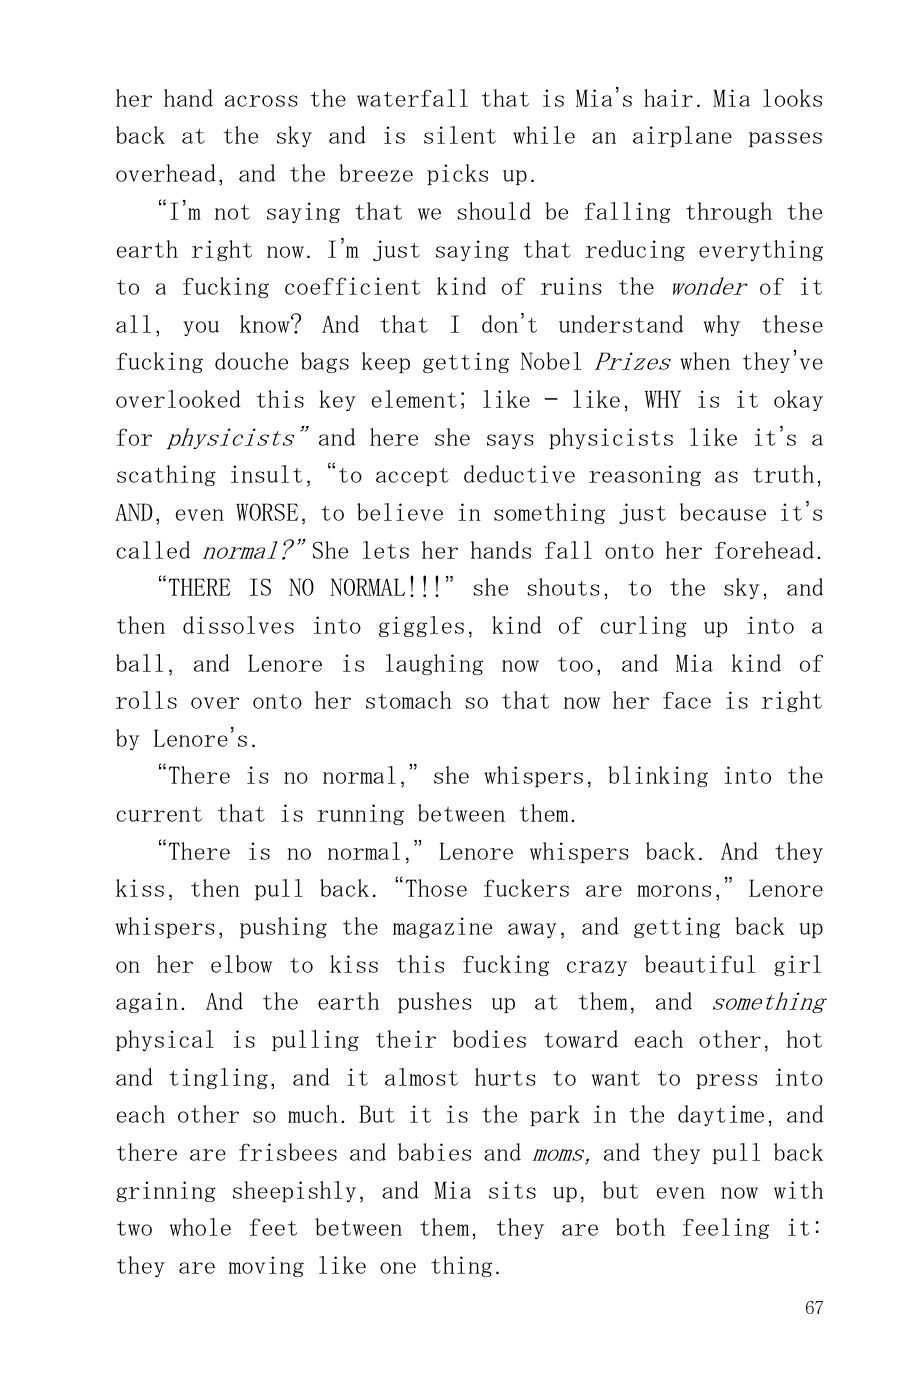 her hand across the waterfall that is Mia’s hair. Mia looks
back at the sky and is silent while an airplane passes
overhead, and the breeze picks up.
“I’m not saying that we should be falling through the
earth right now. I’m just saying that reducing everything
to a fucking coefficient kind of ruins the wonder of it
all, you know? And that I don’t understand why these
fucking douche bags keep getting Nobel Prizes when they’ve
overlooked this key element; like — like, WHY is it okay
for physicists” and here she says physicists like it’s a
scathing insult, “to accept deductive reasoning as truth,
AND, even WORSE, to believe in something just because it’s
called normal?” She lets her hands fall onto her forehead.
“THERE IS NO NORMAL!!!” she shouts, to the sky, and
then dissolves into giggles, kind of curling up into a
ball, and Lenore is laughing now too, and Mia kind of
rolls over onto her stomach so that now her face is right
by Lenore’s.
“There is no normal,” she whispers, blinking into the
current that is running between them.
“There is no normal,” Lenore whispers back. And they
kiss, then pull back. “Those fuckers are morons,” Lenore
whispers, pushing the magazine away, and getting back up
on her elbow to kiss this fucking crazy beautiful girl
again. And the earth pushes up at them, and something
physical is pulling their bodies toward each other, hot
and tingling, and it almost hurts to want to press into
each other so much. But it is the park in the daytime, and
there are frisbees and babies and moms, and they pull back
grinning sheepishly, and Mia sits up, but even now with
two whole feet between them, they are both feeling it:
they are moving like one thing.
67